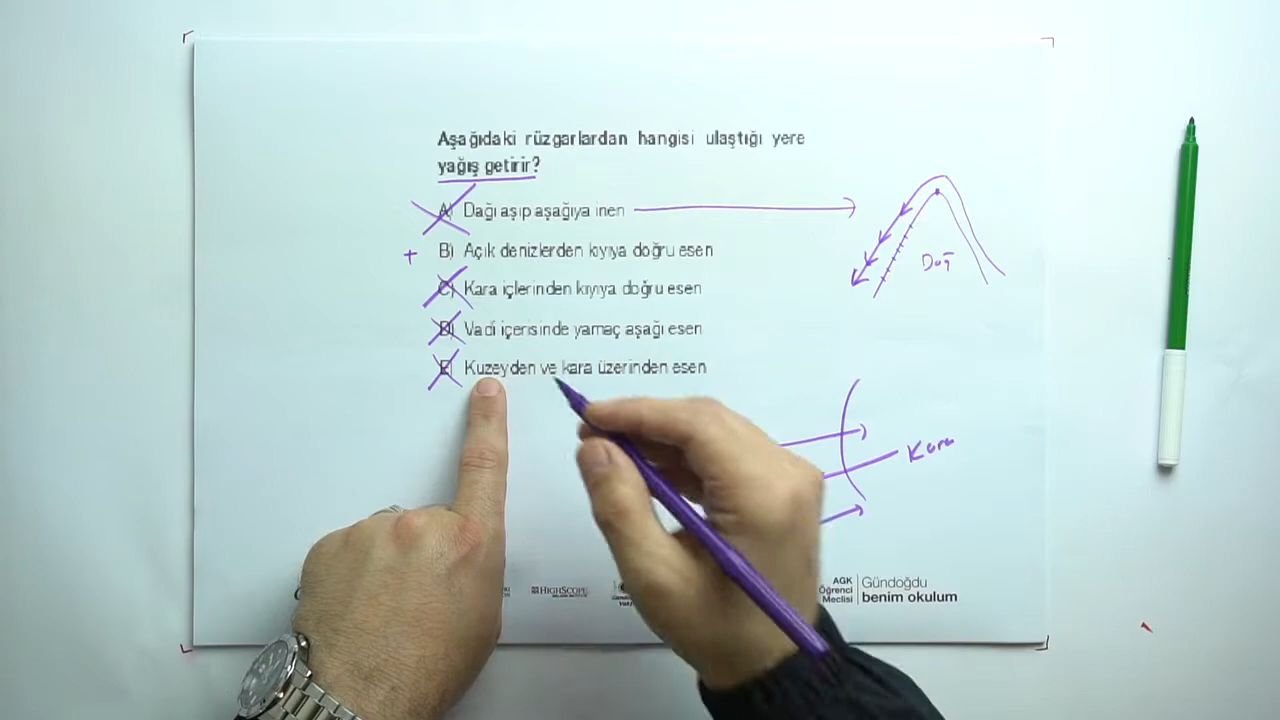 Aşağıdaki rüzgarlardan hangisi ulaştığı yere
yağış getirir?
A) Dağı aşıp aşağıya inen
+ B) Açık denizlerden kıyıya doğru esen
C) Kara içlerinden kıyıya doğru esen
D) Vadi içerisinde yamaç aşağı esen
E) Kuzeyden ve kara üzerinden esen
Dağ
Kara
HIGHSCOPE
AGK
Öğrenci
Meclisi
Gündoğdu
benim okulum